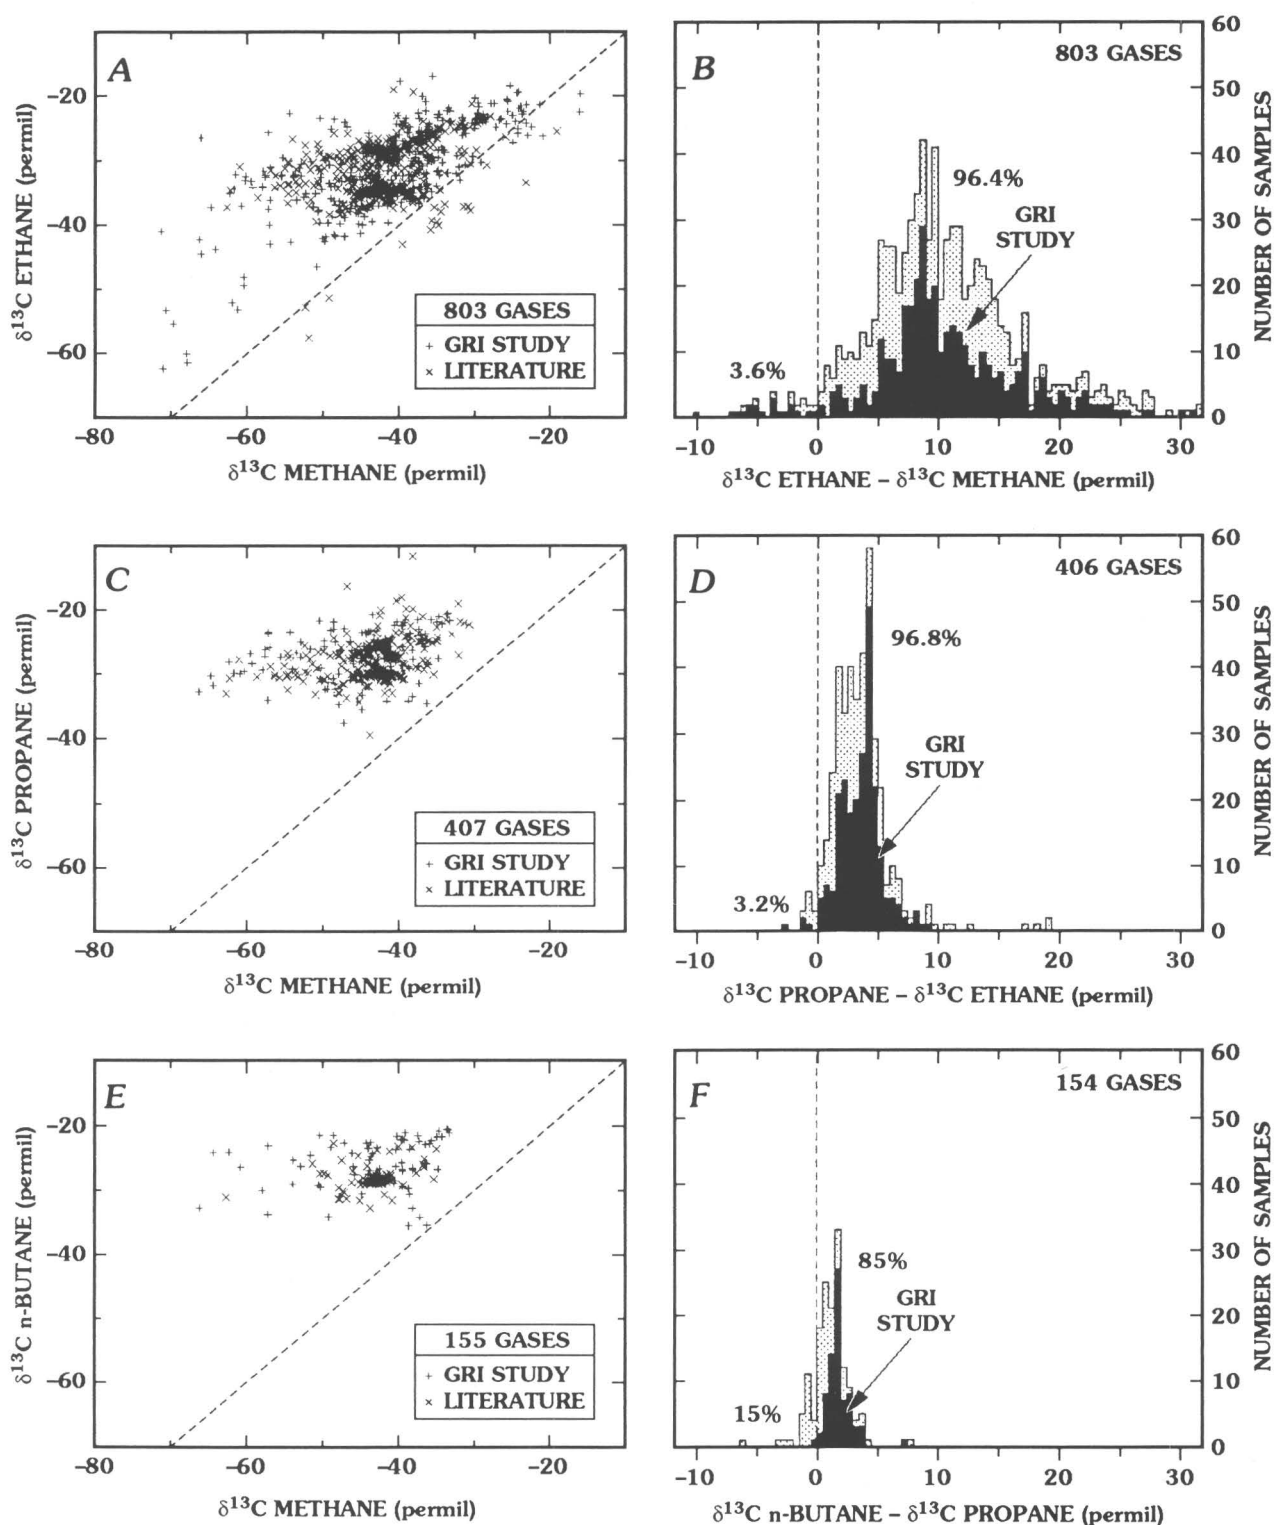 A
δ13C ETHANE (permil)
−20
−40
−60
803 GASES
+ GRI STUDY
× LITERATURE
−80
−60
−40
−20
δ13C METHANE (permil)
B
803 GASES
96.4%
GRI
STUDY
3.6%
60
50
40
30
20
10
0
NUMBER OF SAMPLES
−10
0
10
20
30
δ13C ETHANE − δ13C METHANE (permil)
C
δ13C PROPANE (permil)
−20
−40
−60
407 GASES
+ GRI STUDY
× LITERATURE
−80
−60
−40
−20
δ13C METHANE (permil)
D
406 GASES
96.8%
GRI
STUDY
3.2%
60
50
40
30
20
10
0
NUMBER OF SAMPLES
−10
0
10
20
30
δ13C PROPANE − δ13C ETHANE (permil)
E
δ13C n-BUTANE (permil)
−20
−40
−60
155 GASES
+ GRI STUDY
× LITERATURE
−80
−60
−40
−20
δ13C METHANE (permil)
F
154 GASES
85%
GRI
STUDY
15%
60
50
40
30
20
10
0
NUMBER OF SAMPLES
−10
0
10
20
30
δ13C n-BUTANE − δ13C PROPANE (permil)